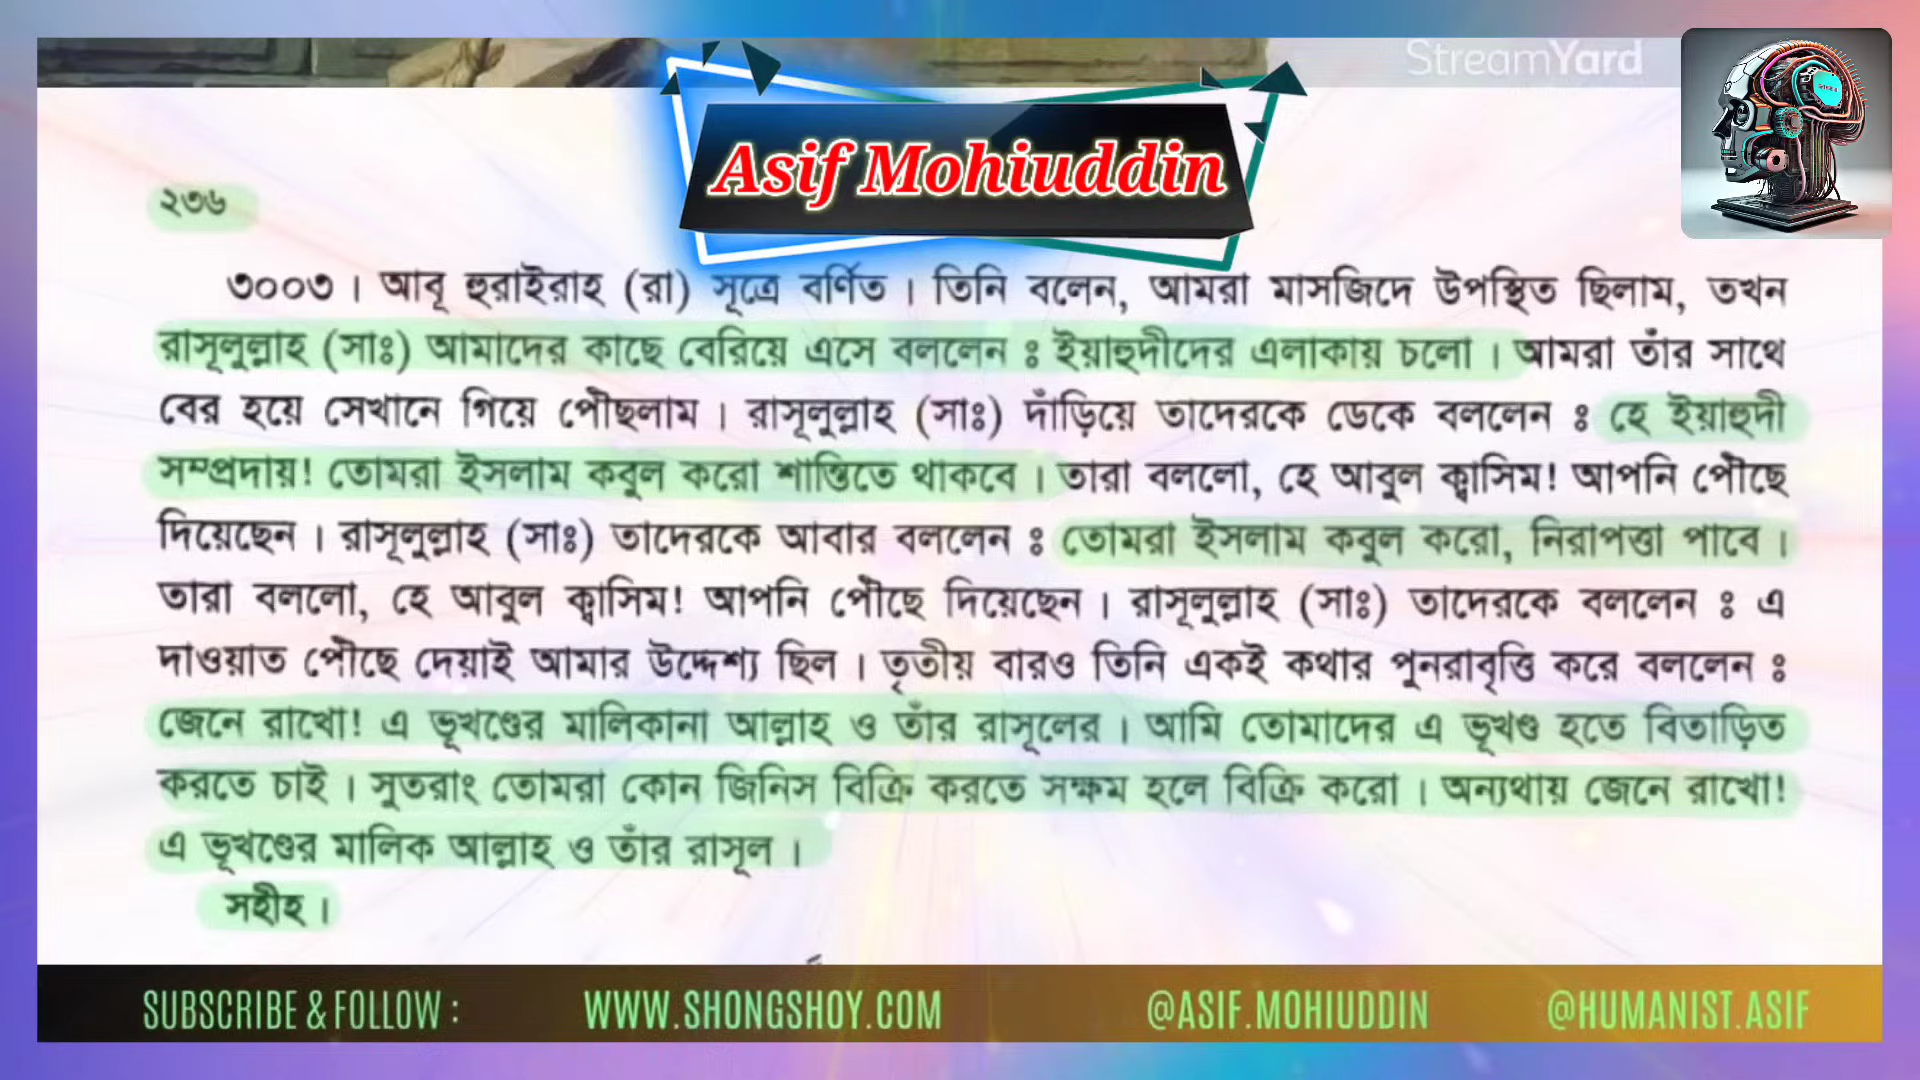 StreamYard
Asif Mohiuddin
২৩৬
৩০০৩। আবূ হুরাইরাহ (রা) সূত্রে বর্ণিত। তিনি বলেন, আমরা মাসজিদে উপস্থিত ছিলাম, তখন
রাসূলুল্লাহ (সাঃ) আমাদের কাছে বেরিয়ে এসে বললেন ঃ ইয়াহুদীদের এলাকায় চলো। আমরা তাঁর সাথে
বের হয়ে সেখানে গিয়ে পৌঁছলাম। রাসূলুল্লাহ (সাঃ) দাঁড়িয়ে তাদেরকে ডেকে বললেন ঃ হে ইয়াহুদী
সম্প্রদায়! তোমরা ইসলাম কবুল করো শান্তিতে থাকবে। তারা বললো, হে আবুল ক্বাসিম! আপনি পৌঁছে
দিয়েছেন। রাসূলুল্লাহ (সাঃ) তাদেরকে আবার বললেন ঃ তোমরা ইসলাম কবুল করো, নিরাপত্তা পাবে।
তারা বললো, হে আবুল ক্বাসিম! আপনি পৌঁছে দিয়েছেন। রাসূলুল্লাহ (সাঃ) তাদেরকে বললেন ঃ এ
দাওয়াত পৌঁছে দেয়াই আমার উদ্দেশ্য ছিল। তৃতীয় বারও তিনি একই কথার পুনরাবৃত্তি করে বললেন ঃ
জেনে রাখো! এ ভূখণ্ডের মালিকানা আল্লাহ ও তাঁর রাসূলের। আমি তোমাদের এ ভূখণ্ড হতে বিতাড়িত
করতে চাই। সুতরাং তোমরা কোন জিনিস বিক্রি করতে সক্ষম হলে বিক্রি করো। অন্যথায় জেনে রাখো!
এ ভূখণ্ডের মালিক আল্লাহ ও তাঁর রাসূল।
সহীহ।
SUBSCRIBE & FOLLOW : WWW.SHONGSHOY.COM @ASIF.MOHIUDDIN @HUMANIST.ASIF